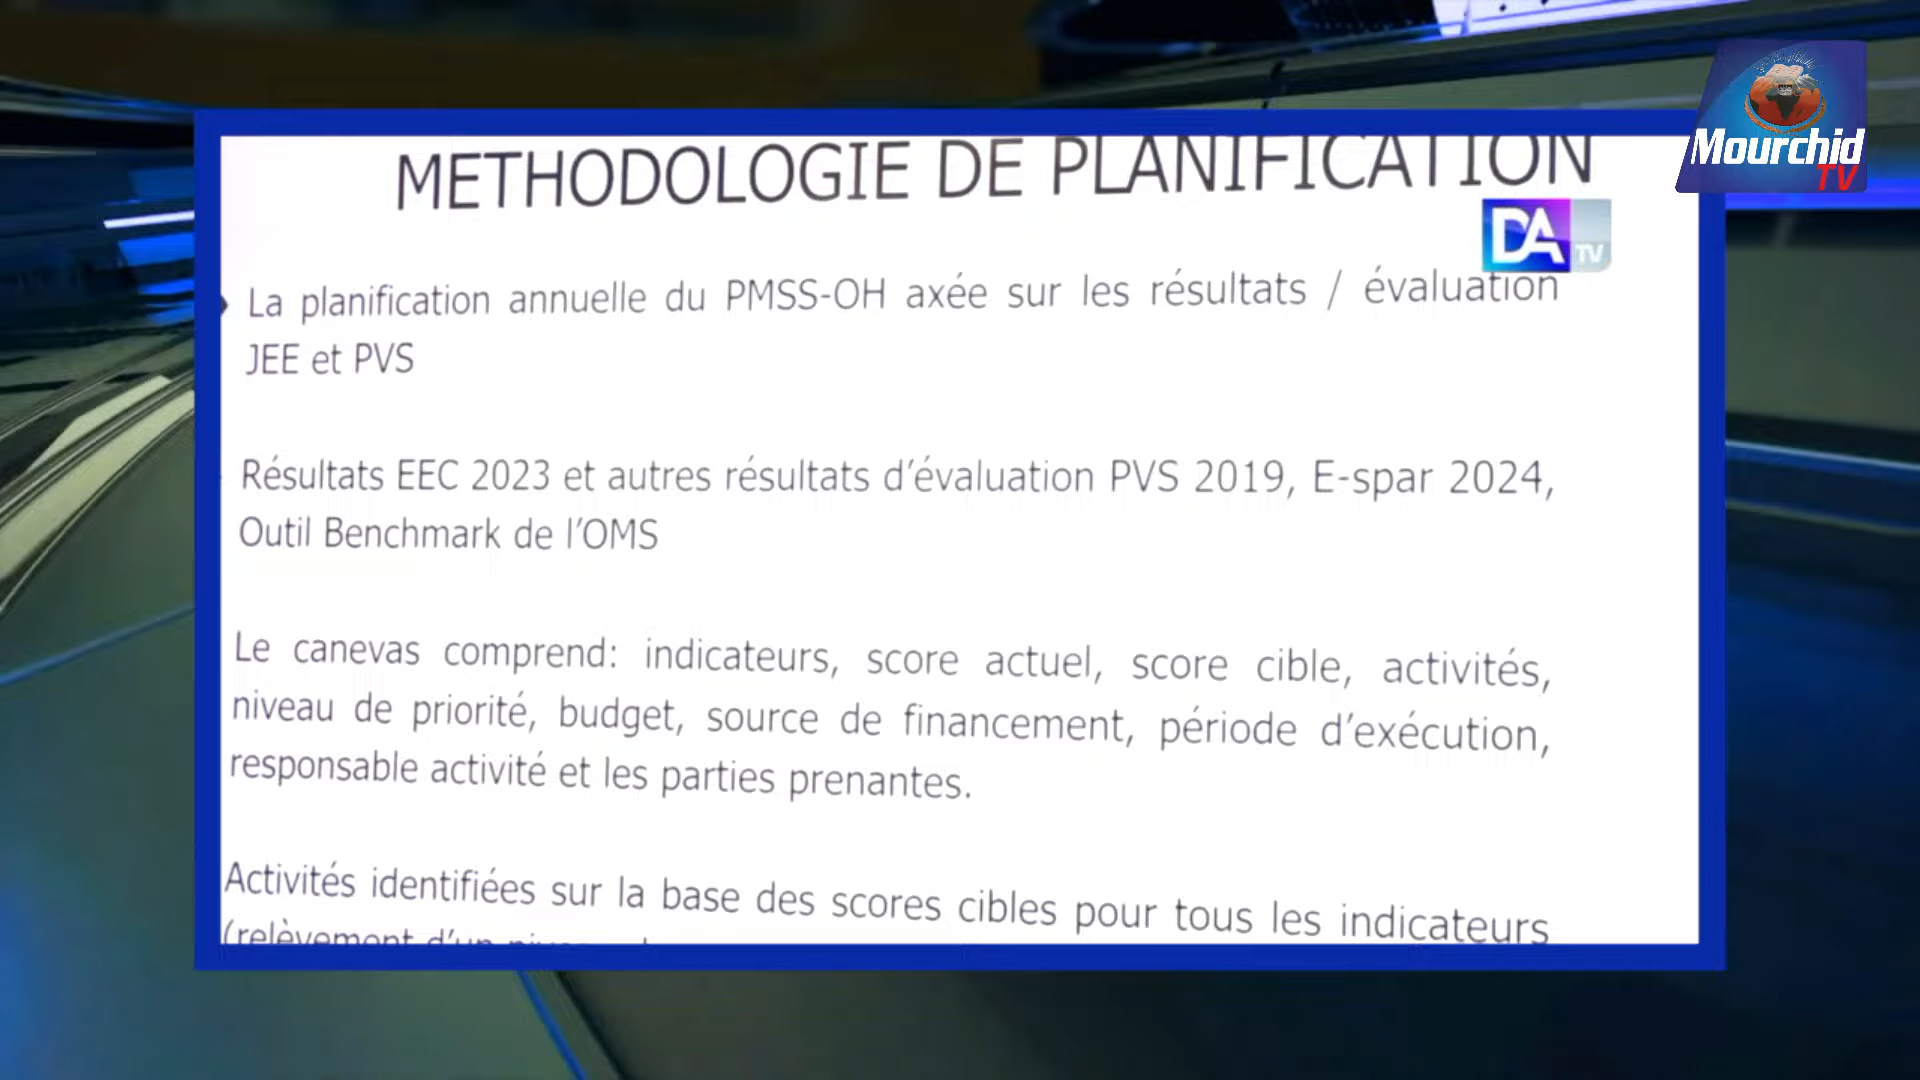 Mourchid
TV
METHODOLOGIE DE PLANIFICATION
DA TV
La planification annuelle du PMSS-OH axée sur les résultats / évaluation
JEE et PVS
Résultats EEC 2023 et autres résultats d'évaluation PVS 2019, E-spar 2024,
Outil Benchmark de l'OMS
Le canevas comprend: indicateurs, score actuel, score cible, activités,
niveau de priorité, budget, source de financement, période d'exécution,
responsable activité et les parties prenantes.
Activités identifiées sur la base des scores cibles pour tous les indicateurs
(relèvement d'un